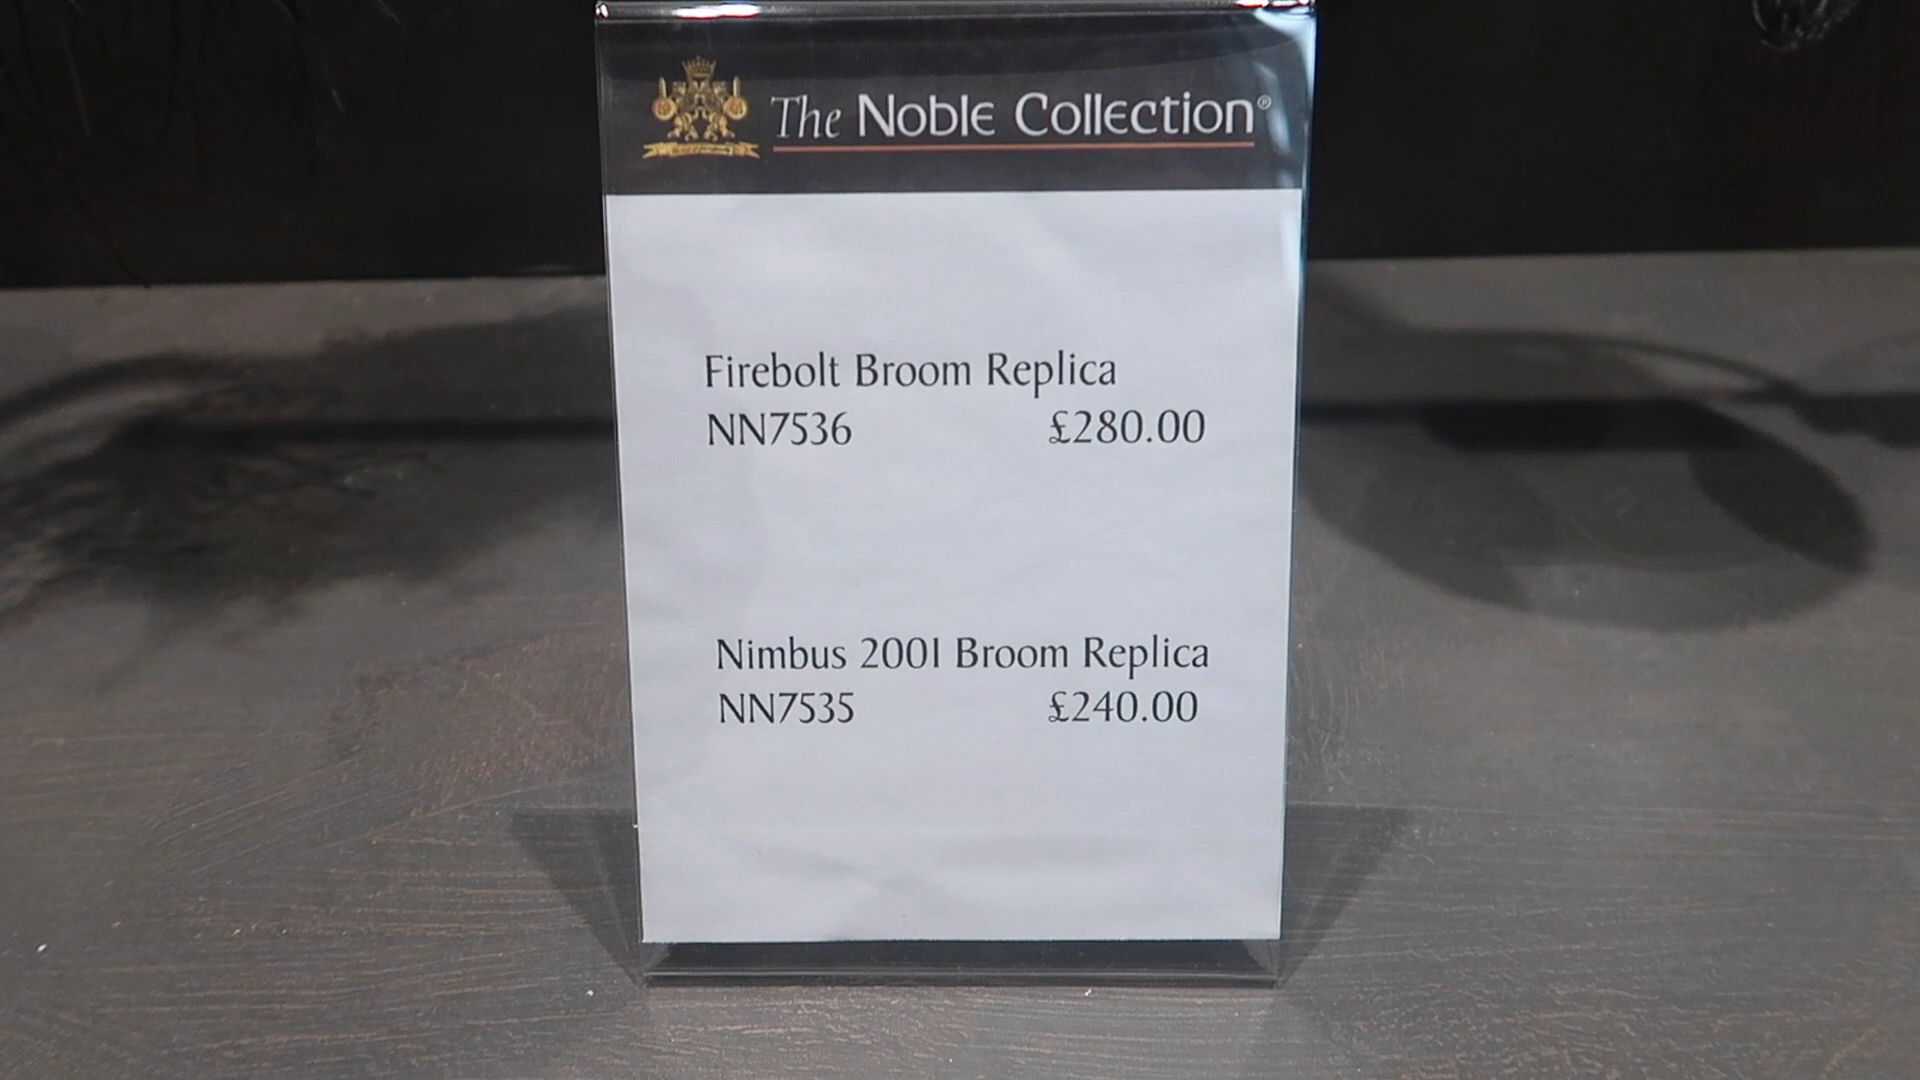 The Noble Collection®
Firebolt Broom Replica
NN7536 £280.00
Nimbus 2001 Broom Replica
NN7535 £240.00